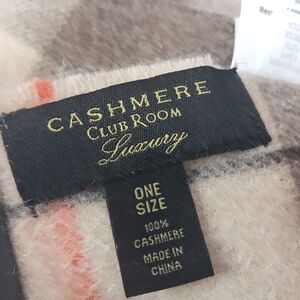 CASHMERE
CLUB ROOM
Luxury
ONE
SIZE
100%
CASHMERE
MADE IN
CHINA